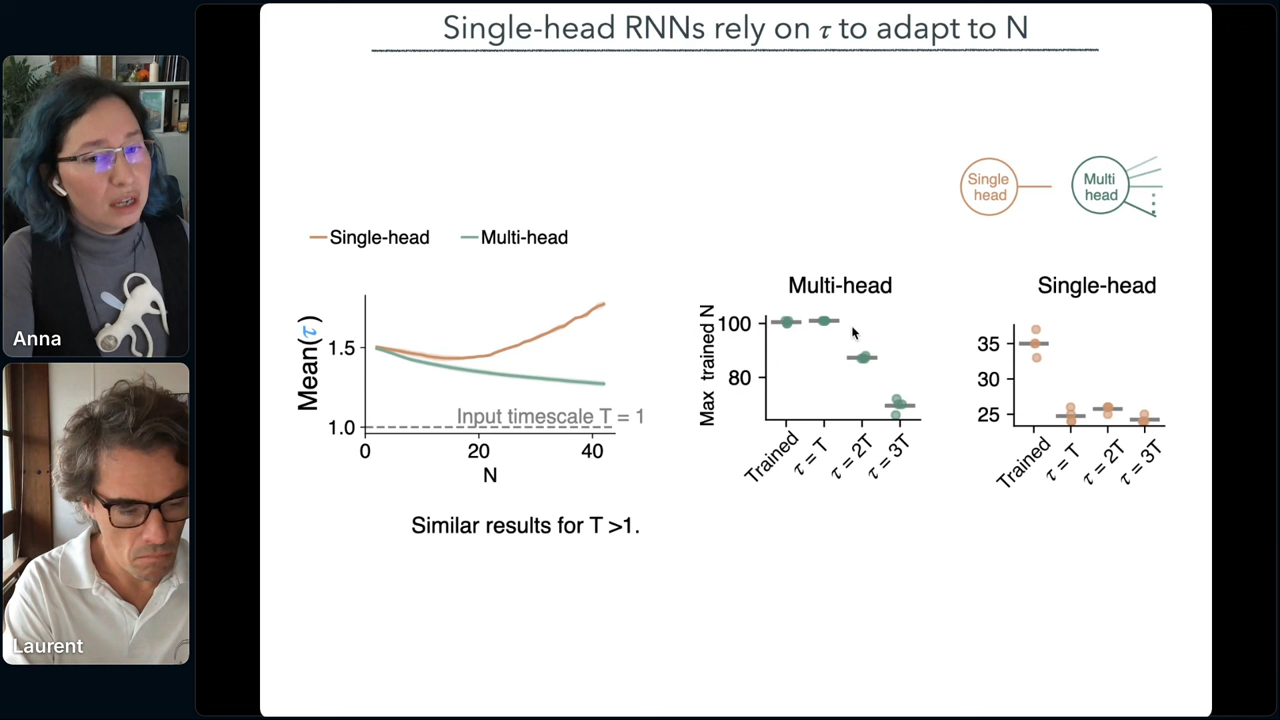 Single-head RNNs rely on τ to adapt to N
Single
head
Multi
head
Single-head
Multi-head
Mean(τ)
1.5
1.0
Input timescale T = 1
0
20
40
N
Similar results for T >1.
Multi-head
Max trained N
100
80
Trained
τ = T
τ = 2T
τ = 3T
Single-head
35
30
25
Trained
τ = T
τ = 2T
τ = 3T
Anna
Laurent